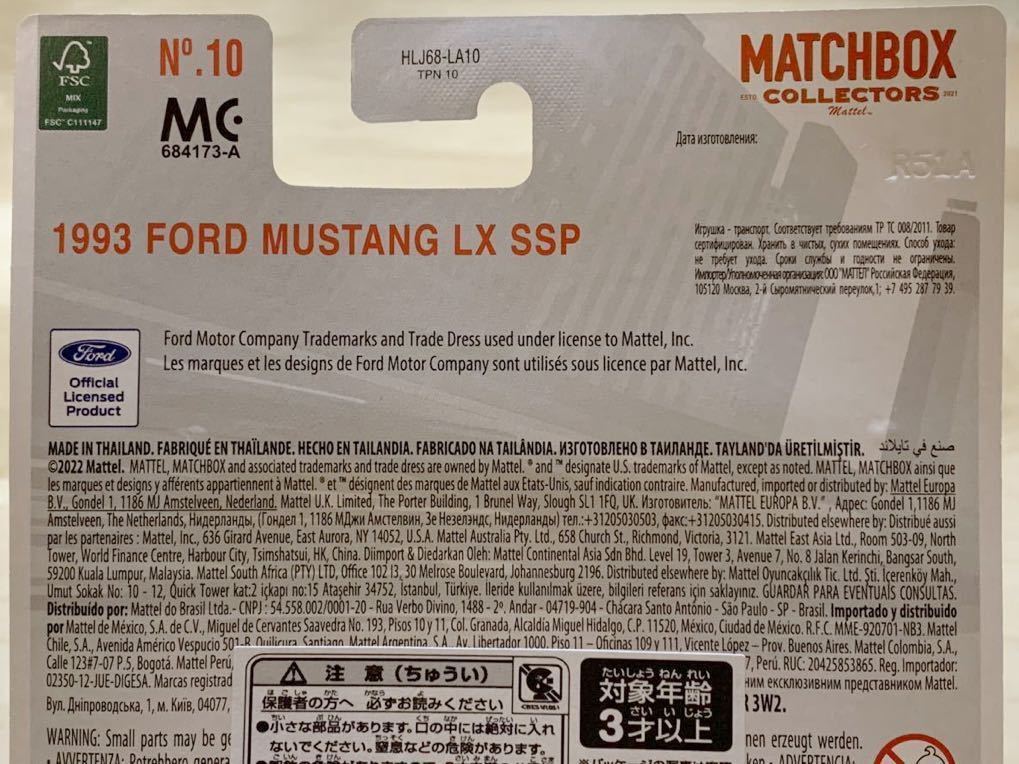 FSC
MIX
Packaging
FSC™ C111147
Nº.10
MC
684173-A
HLJ68-LA10
TPN 10
MATCHBOX
ESTD COLLECTORS 2021
Mattel™
Дата изготовления:
R51A
1993 FORD MUSTANG LX SSP
Игрушка - транспорт. Соответствует требованиям ТР ТС 008/2011. Товар
сертифицирован. Хранить в чистых, сухих помещениях. Способ ухода:
не требует ухода. Сроки службы и годности не ограничены.
Импортер/Уполномоченная организация: ООО "МАТТЕЛ" Российская Федерация,
105120 Москва, 2-й Сыромятнический переулок,1; +7 495 287 79 39.
Ford
Official
Licensed
Product
Ford Motor Company Trademarks and Trade Dress used under license to Mattel, Inc.
Les marques et les designs de Ford Motor Company sont utilisés sous licence par Mattel, Inc.
MADE IN THAILAND. FABRIQUÉ EN THAÏLANDE. HECHO EN TAILANDIA. FABRICADO NA TAILÂNDIA. ИЗГОТОВЛЕНО В ТАИЛАНДЕ. TAYLAND'DA ÜRETİLMİŞTİR. صنع في تايلاند
©2022 Mattel. MATTEL, MATCHBOX and associated trademarks and trade dress are owned by Mattel. ® and ™ designate U.S. trademarks of Mattel, except as noted. MATTEL, MATCHBOX ainsi que
les marques et designs y afférents appartiennent à Mattel. ® et ™ désignent des marques de Mattel aux Etats-Unis, sauf indication contraire. Manufactured, imported or distributed by: Mattel Europa
B.V., Gondel 1, 1186 MJ Amstelveen, Nederland. Mattel U.K. Limited, The Porter Building, 1 Brunel Way, Slough SL1 1FQ, UK. Изготовитель: "MATTEL EUROPA B.V." , Адрес: Gondel 1,1186 MJ
Amstelveen, The Netherlands, Нидерланды, (Гондел 1, 1186 МДжи Амстелвин, Зе Незелэндс, Нидерланды) тел.:+31205030503, факс:+31205030415. Distributed elsewhere by: Distribué aussi
par les partenaires : Mattel, Inc., 636 Girard Avenue, East Aurora, NY 14052, U.S.A. Mattel Australia Pty. Ltd., 658 Church St., Richmond, Victoria, 3121. Mattel East Asia Ltd., Room 503-09, North
Tower, World Finance Centre, Harbour City, Tsimshatsui, HK, China. Diimport & Diedarkan Oleh: Mattel Continental Asia Sdn Bhd. Level 19, Tower 3, Avenue 7, No. 8 Jalan Kerinchi, Bangsar South,
59200 Kuala Lumpur, Malaysia. Mattel South Africa (PTY) LTD, Office 102 I3, 30 Melrose Boulevard, Johannesburg 2196. Distributed elsewhere by: Mattel Oyuncakçılık Tic. Ltd. Şti. İçerenköy Mah.,
Umut Sokak No: 10 - 12, Quick Tower kat:2 içkapı no:15 Ataşehir 34752, İstanbul, Türkiye. İleride kullanılmak üzere, bilgileri referans için saklayınız. GUARDAR PARA EVENTUAIS CONSULTAS.
Distribuído por: Mattel do Brasil Ltda.- CNPJ : 54.558.002/0001-20 - Rua Verbo Divino, 1488 - 2º. Andar - 04719-904 - Chácara Santo Antônio - São Paulo - SP - Brasil. Importado y distribuido
por Mattel de México, S.A. de C.V., Miguel de Cervantes Saavedra No. 193, Pisos 10 y 11, Col. Granada, Alcaldía Miguel Hidalgo, C.P. 11520, México, Ciudad de México. R.F.C. MME-920701-NB3. Mattel
Chile, S.A., Avenida Américo Vespucio 501-B, Quilicura, Santiago. Mattel Argentina, S.A., Av. Libertador 1000, Piso 11 – Oficinas 109 y 111, Vicente López – Prov. Buenos Aires. Mattel Colombia, S.A.,
Calle 123#7-07 P.5, Bogotá. Mattel Perú, 7, Perú. RUC: 20425853865. Reg. Importador:
02350-12-JUE-DIGESA. Marcas registrad ним ексклюзивним представництвом Mattel.
Вул. Дніпроводська, 1, м. Київ, 04077, 3W2.
WARNING: Small parts may be ge nen erzeugt werden.
注 意 (ちゅうい)
保護者の方へ 必ずお読みください
●小さな部品があります。口の中には絶対に入れ
ないでください。窒息などの危険があります。
たいしょう ねん れい
対象年齢
さい い じょう
3才以上